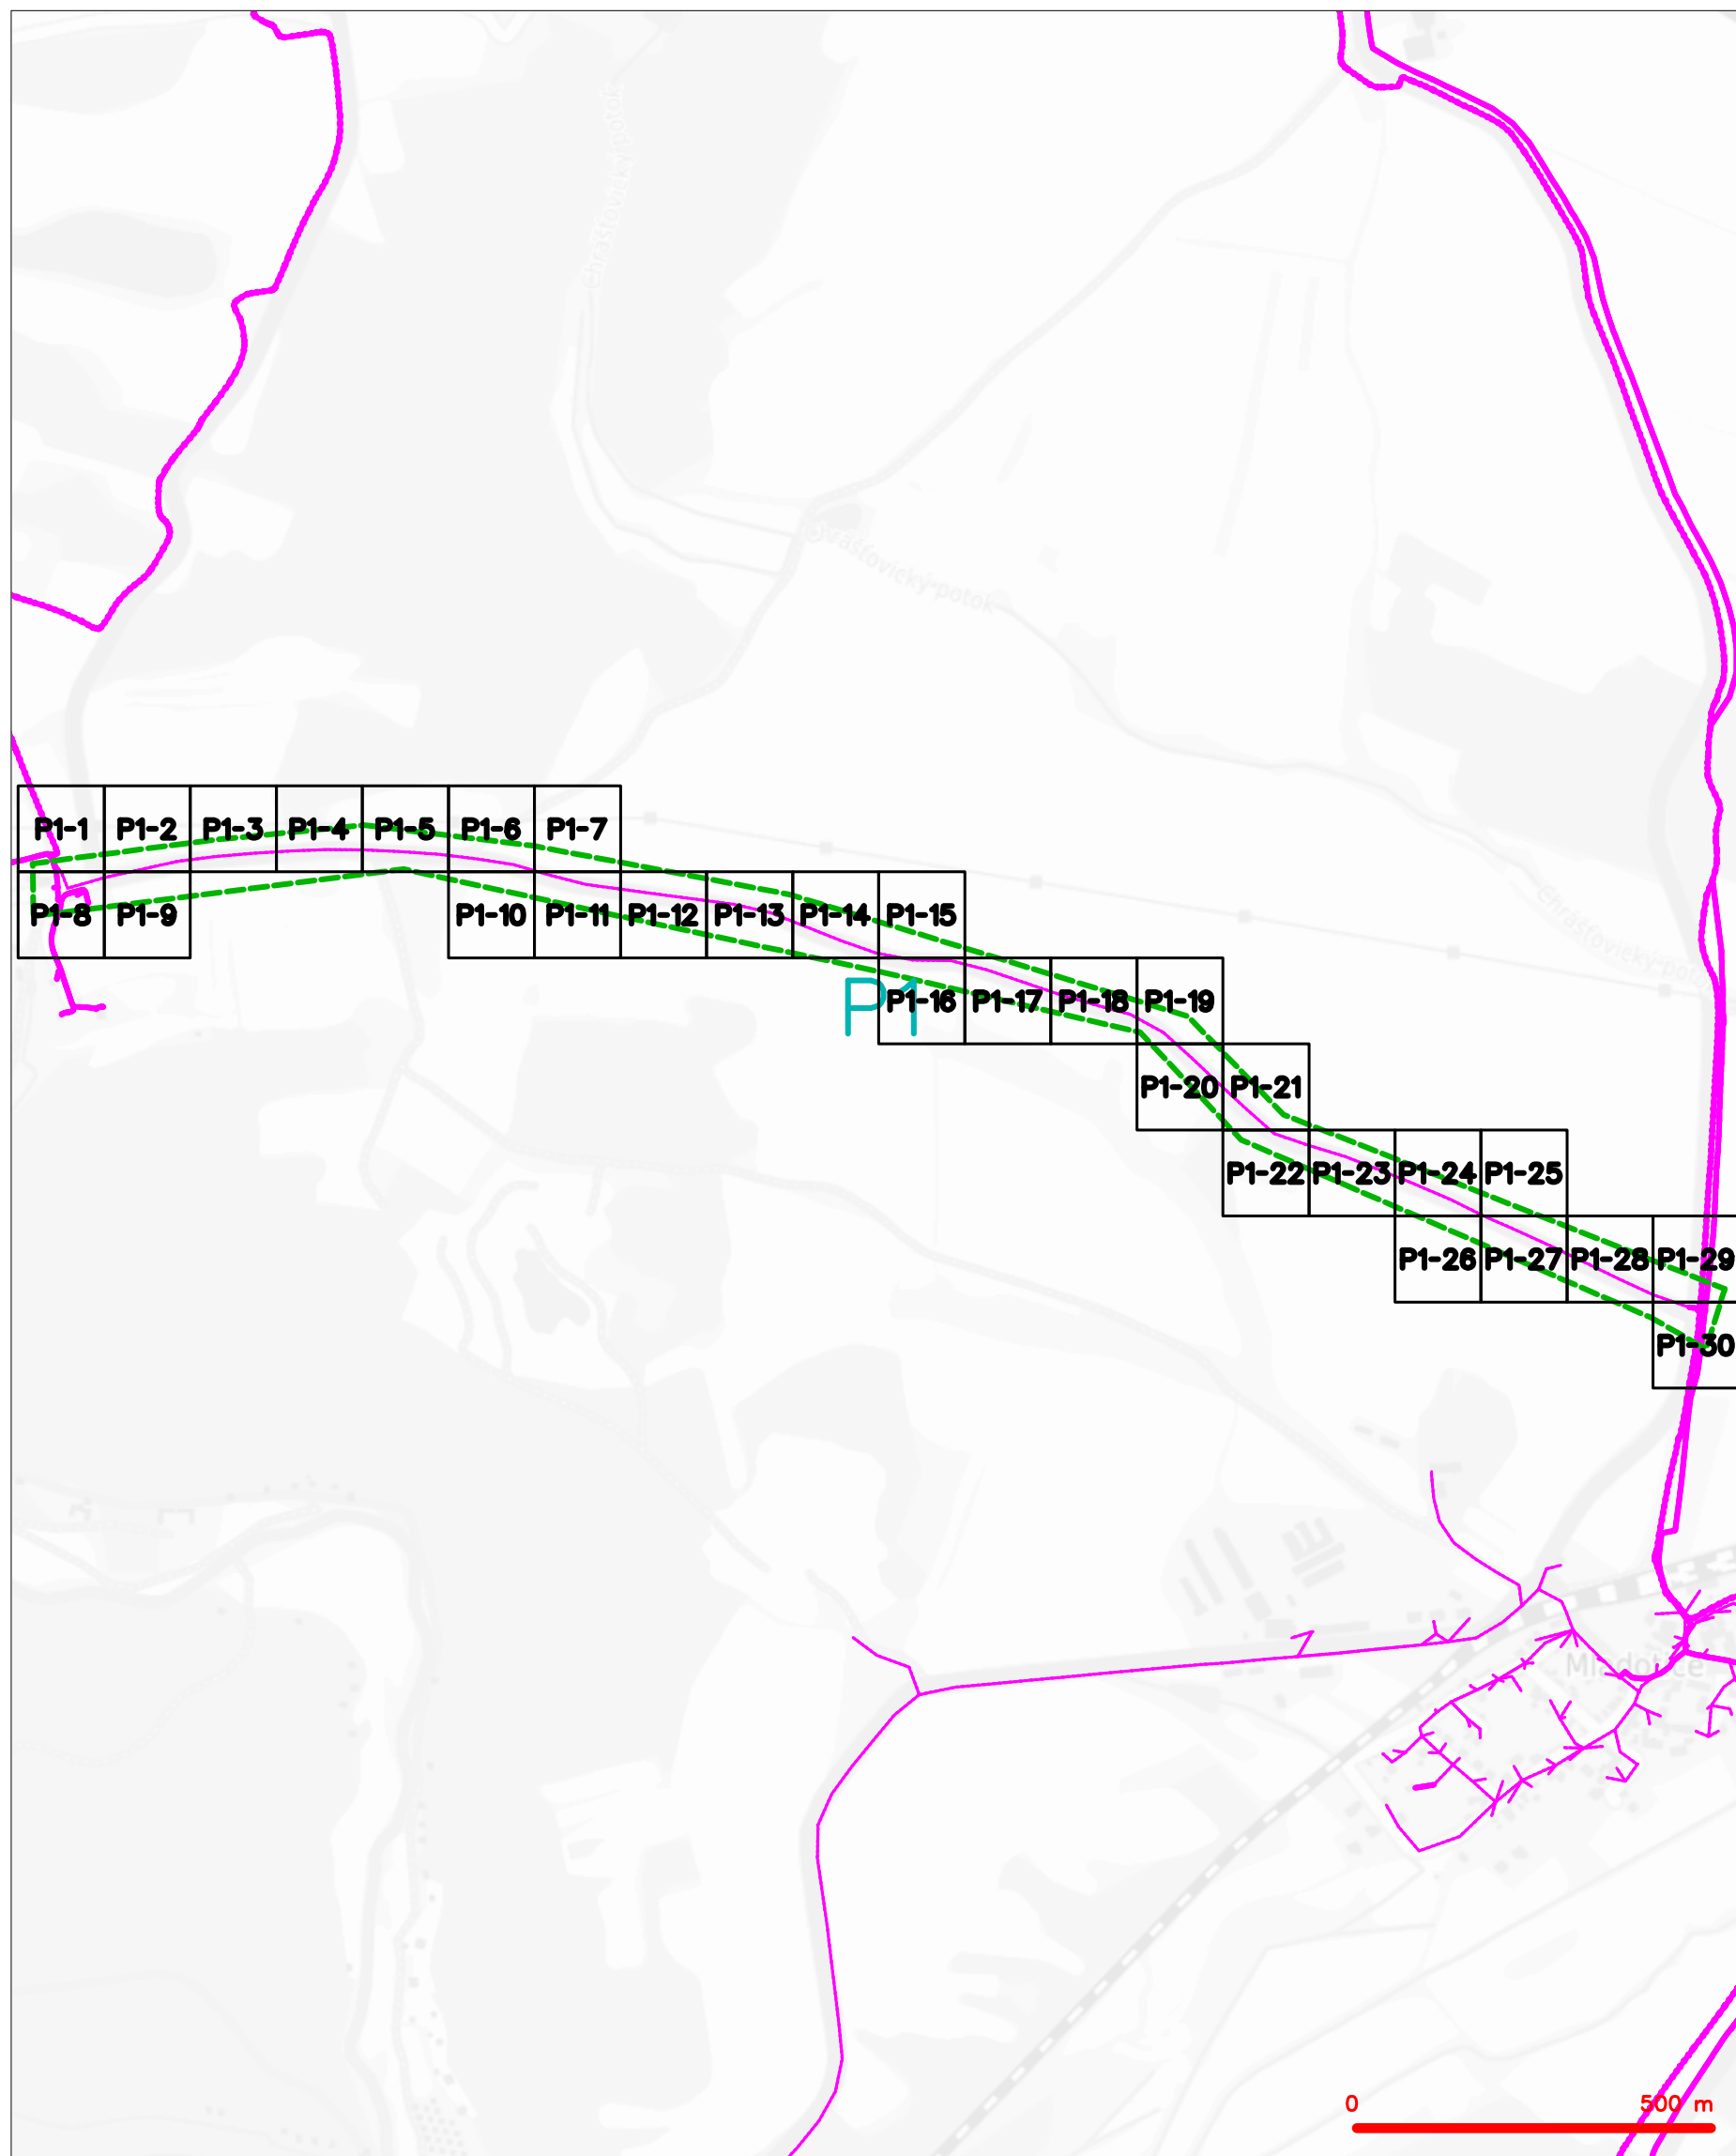 Chrášťovický potok
Chrášťovický potok
P1-1 P1-2 P1-3 P1-4 P1-5 P1-6 P1-7
P1-8 P1-9 P1-10 P1-11 P1-12 P1-13 P1-14 P1-15
Chrášťovický potok
P1
P1-16 P1-17 P1-18 P1-19
P1-20 P1-21
P1-22 P1-23 P1-24 P1-25
P1-26 P1-27 P1-28 P1-29
P1-30
Mladotice
0 500 m